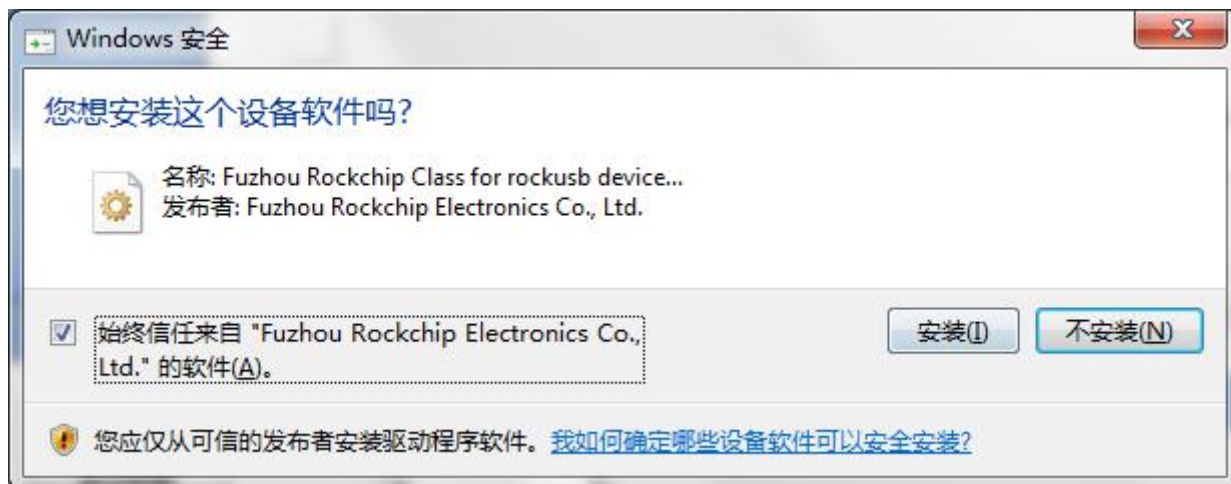 Windows 安全
您想安装这个设备软件吗?
名称: Fuzhou Rockchip Class for rockusb device...
发布者: Fuzhou Rockchip Electronics Co., Ltd.
始终信任来自 "Fuzhou Rockchip Electronics Co.,
Ltd." 的软件(A)。
安装(I)
不安装(N)
您应仅从可信的发布者安装驱动程序软件。我如何确定哪些设备软件可以安全安装?